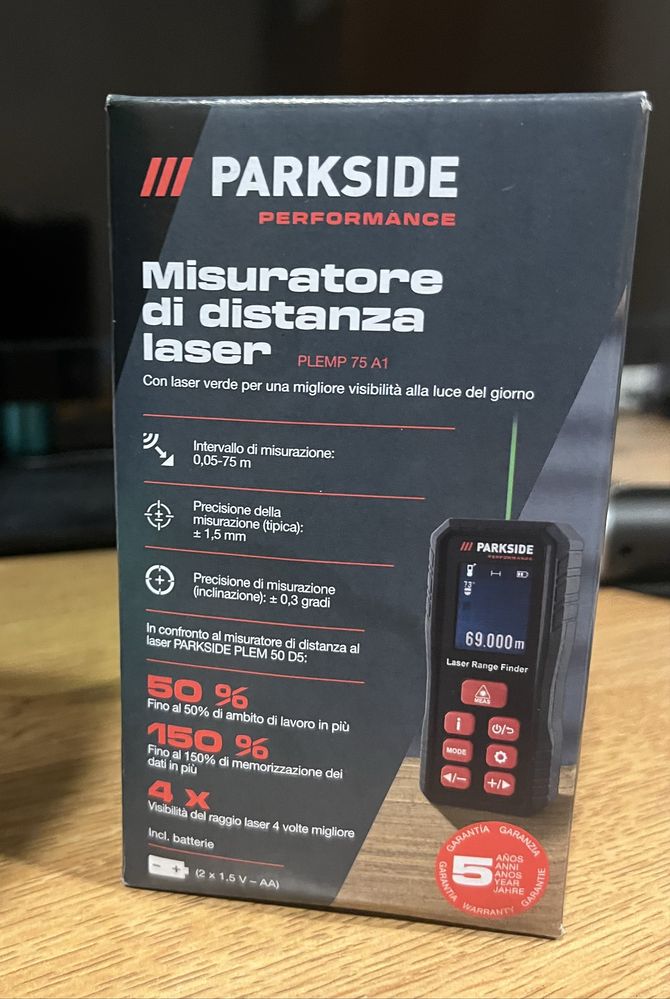 PARKSIDE
PERFORMANCE
Misuratore
di distanza
laser PLEMP 75 A1
Con laser verde per una migliore visibilità alla luce del giorno
Intervallo di misurazione:
0,05-75 m
Precisione della
misurazione (tipica):
± 1,5 mm
Precisione di misurazione
(inclinazione): ± 0,3 gradi
In confronto al misuratore di distanza al
laser PARKSIDE PLEM 50 D5:
50 %
Fino al 50% di ambito di lavoro in più
150 %
Fino al 150% di memorizzazione dei
dati in più
4 x
Visibilità del raggio laser 4 volte migliore
Incl. batterie
(2 x 1.5 V – AA)
PARKSIDE
PERFORMANCE
73°
69.000m
Laser Range Finder
MEAS
i
MODE
◀/−
+/▶
GARANTÍA GARANZIA
GARANTIA WARRANTY GARANTIE
5
AÑOS
ANNI
ANOS
YEAR
JAHRE